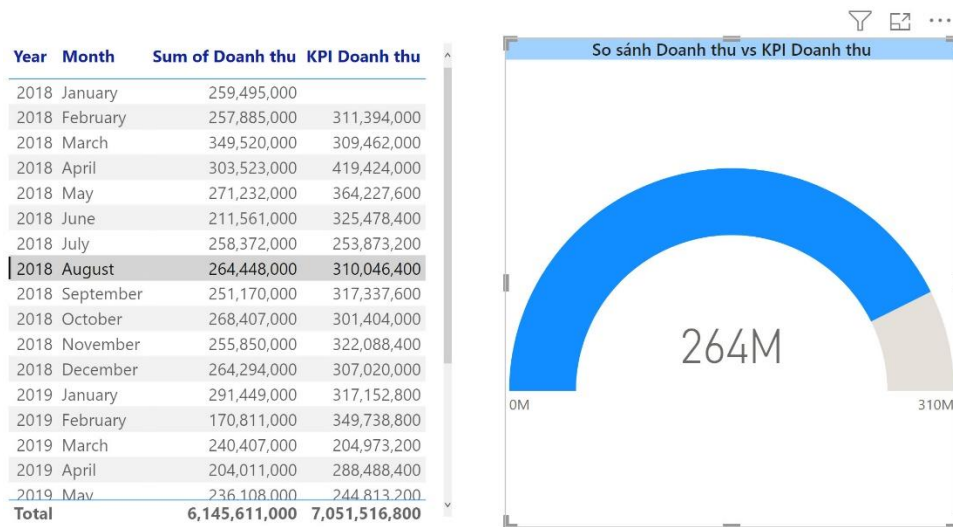 Year Month Sum of Doanh thu KPI Doanh thu
2018 January 259,495,000
2018 February 257,885,000 311,394,000
2018 March 349,520,000 309,462,000
2018 April 303,523,000 419,424,000
2018 May 271,232,000 364,227,600
2018 June 211,561,000 325,478,400
2018 July 258,372,000 253,873,200
2018 August 264,448,000 310,046,400
2018 September 251,170,000 317,337,600
2018 October 268,407,000 301,404,000
2018 November 255,850,000 322,088,400
2018 December 264,294,000 307,020,000
2019 January 291,449,000 317,152,800
2019 February 170,811,000 349,738,800
2019 March 240,407,000 204,973,200
2019 April 204,011,000 288,488,400
2019 May 236,108,000 244,813,200
Total 6,145,611,000 7,051,516,800
So sánh Doanh thu vs KPI Doanh thu
264M
0M 310M